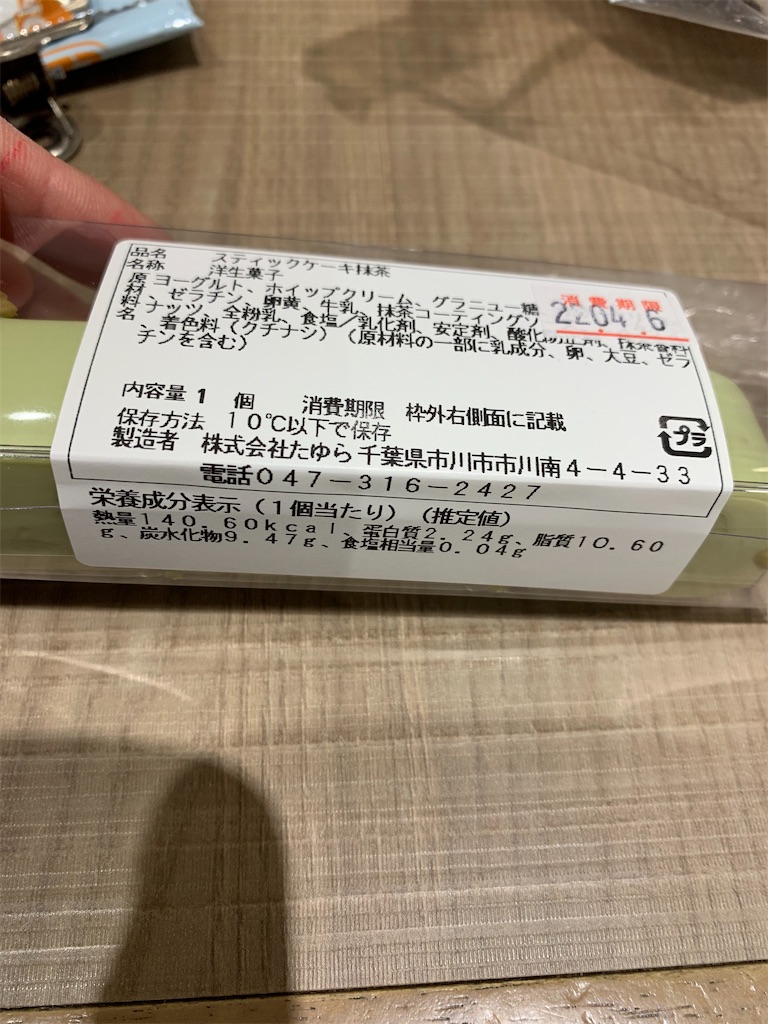 品名　スティックケーキ抹茶
名称　洋生菓子
原材料名 ヨーグルト、ホイップクリーム、グラニュー糖
、ゼラチン、卵黄、牛乳、抹茶コーティング、
ナッツ、全粉乳、食塩／乳化剤、安定剤、酸化
着色料（クチナシ）（原材料の一部に乳成分、卵、大豆、ゼラ
チンを含む）
消費期限
2204 6
内容量 1 個　消費期限　枠外右側面に記載
保存方法　10℃以下で保存
製造者　株式会社たゆら 千葉県市川市市川南4－4－33
プラ
電話047－316－2427
栄養成分表示（1個当たり）（推定値）
熱量140．60kcal、蛋白質2．24g、脂質10．60
g、炭水化物9．47g、食塩相当量0．04g